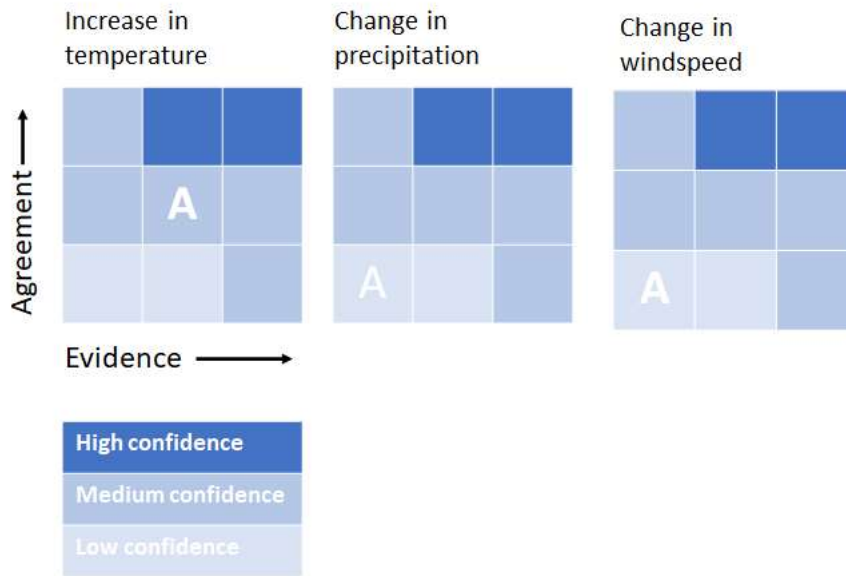 Increase in
temperature
Change in
precipitation
Change in
windspeed
Agreement
A
A
A
Evidence
High confidence
Medium confidence
Low confidence